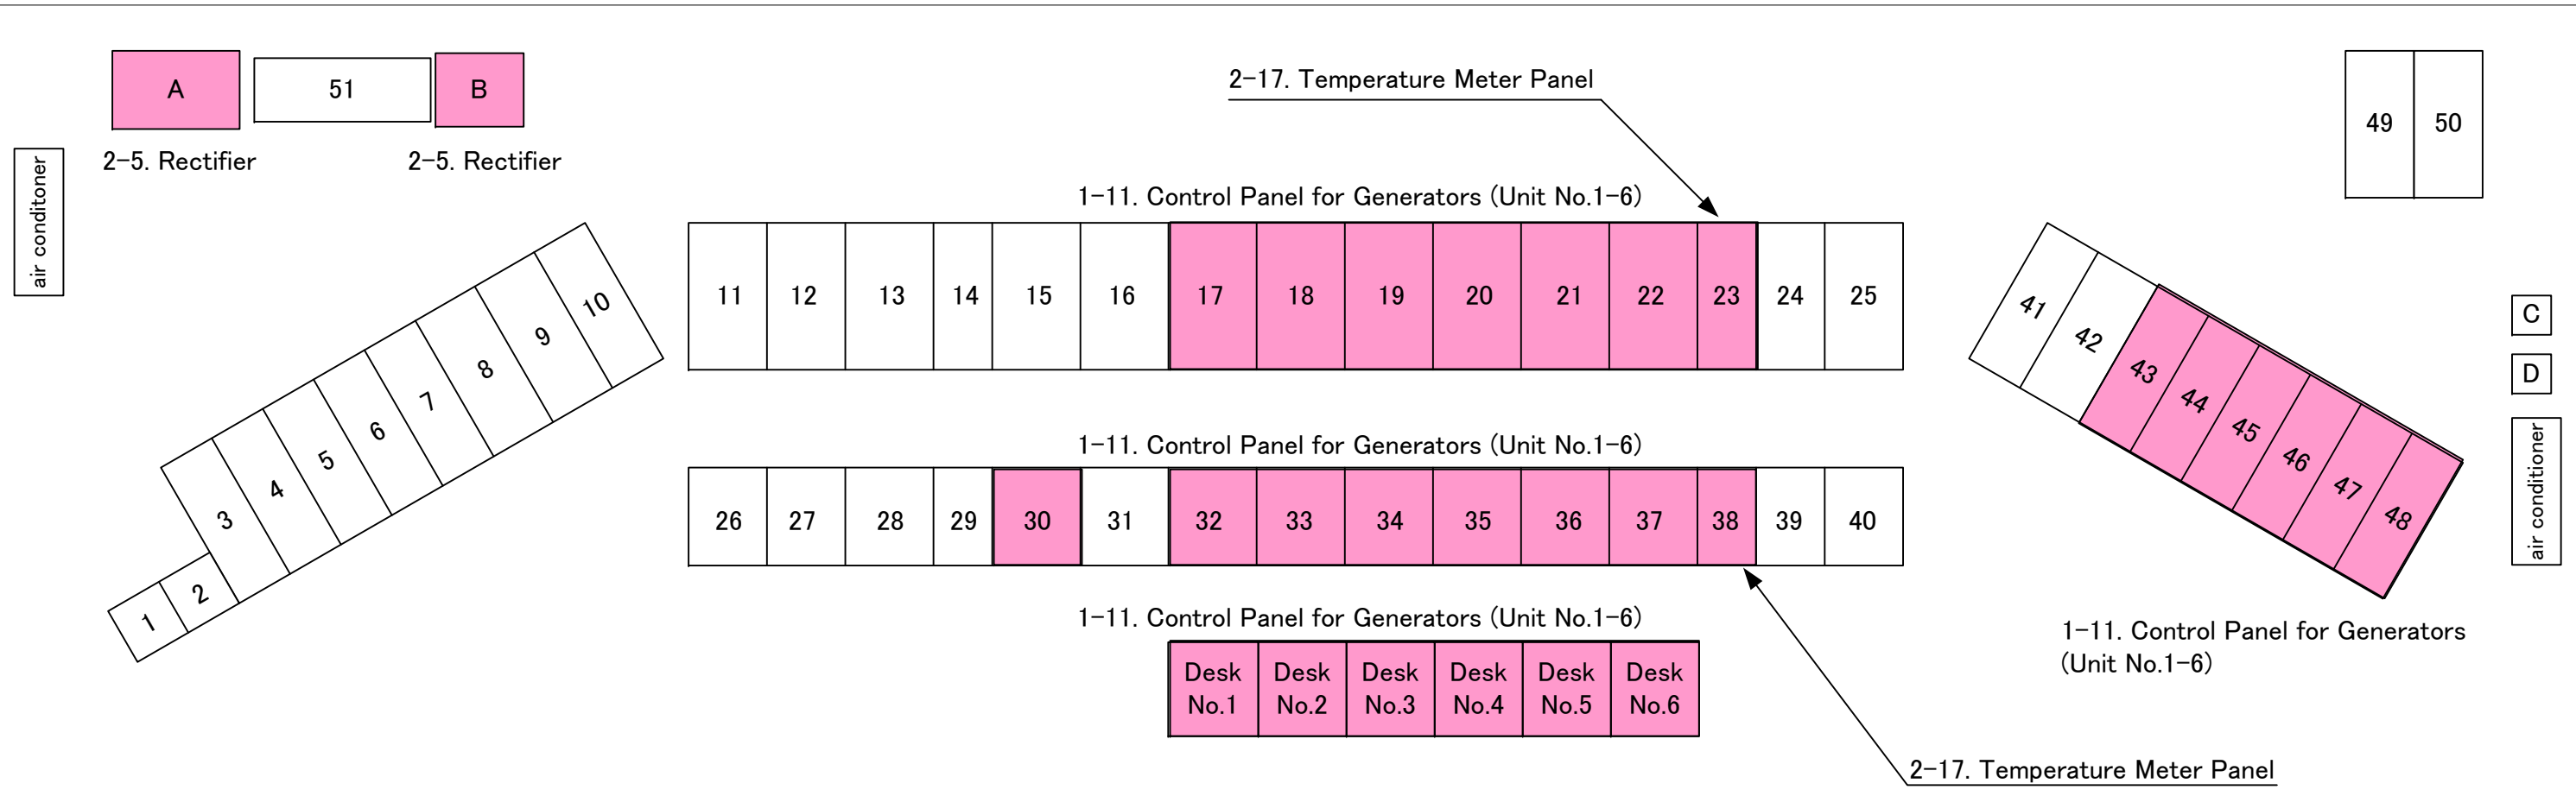 A
51
B
2-5. Rectifier
2-5. Rectifier
air conditoner
2-17. Temperature Meter Panel
49
50
1-11. Control Panel for Generators (Unit No.1-6)
1
2
3
4
5
6
7
8
9
10
11
12
13
14
15
16
17
18
19
20
21
22
23
24
25
41
42
43
44
45
46
47
48
C
D
air conditioner
1-11. Control Panel for Generators (Unit No.1-6)
26
27
28
29
30
31
32
33
34
35
36
37
38
39
40
1-11. Control Panel for Generators (Unit No.1-6)
Desk
No.1
Desk
No.2
Desk
No.3
Desk
No.4
Desk
No.5
Desk
No.6
1-11. Control Panel for Generators
(Unit No.1-6)
2-17. Temperature Meter Panel